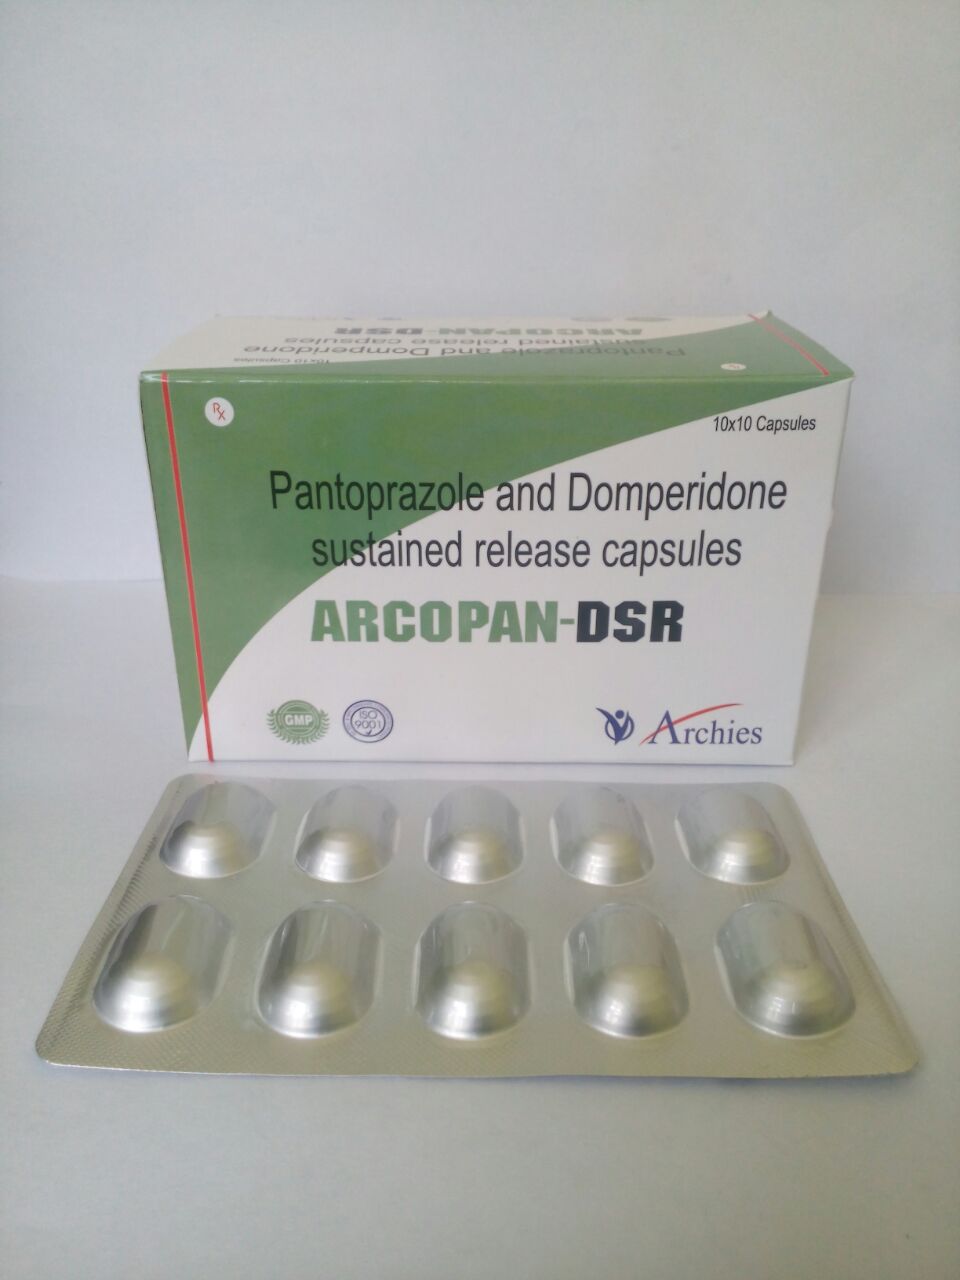 ARCOPAN-DSR
sustained release capsules
Pantoprazole and Domperidone
10x10 Capsules
Rx
Rx
10x10 Capsules
Pantoprazole and Domperidone
sustained release capsules
ARCOPAN-DSR
GMP
ISO
9001
Archies